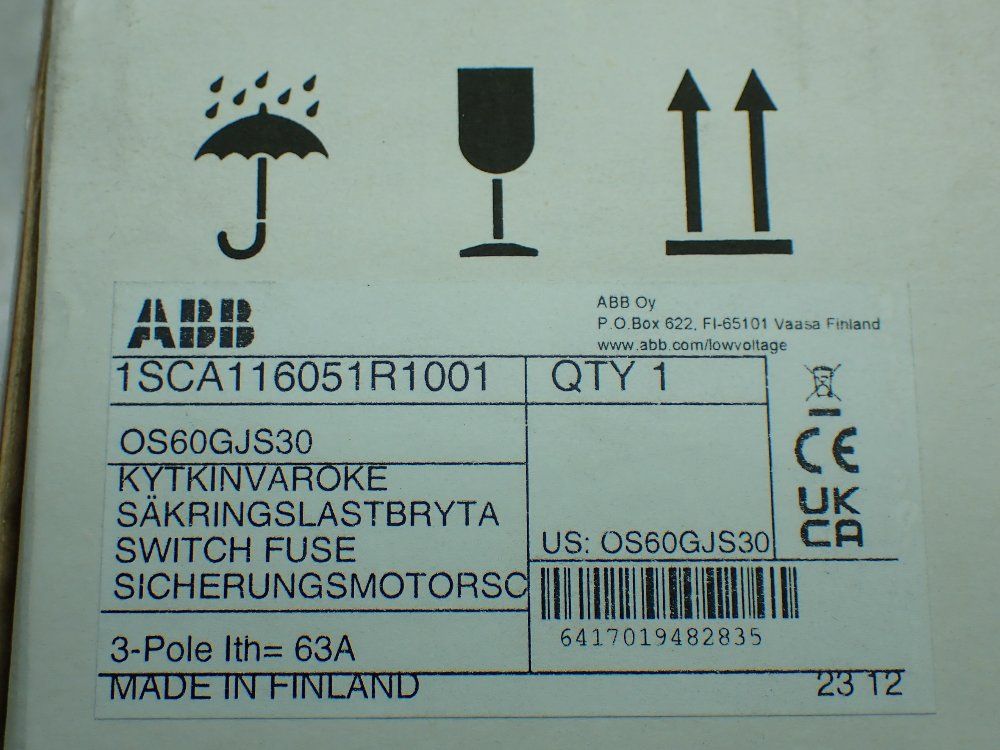 ABB
ABB Oy
P.O.Box 622, FI-65101 Vaasa Finland
www.abb.com/lowvoltage
1SCA116051R1001
QTY 1
OS60GJS30
KYTKINVAROKE
SÄKRINGSLASTBRYTA
SWITCH FUSE
SICHERUNGSMOTORSC
US: OS60GJS30
CE
UK
CA
6417019482835
3-Pole Ith= 63A
MADE IN FINLAND
23 12